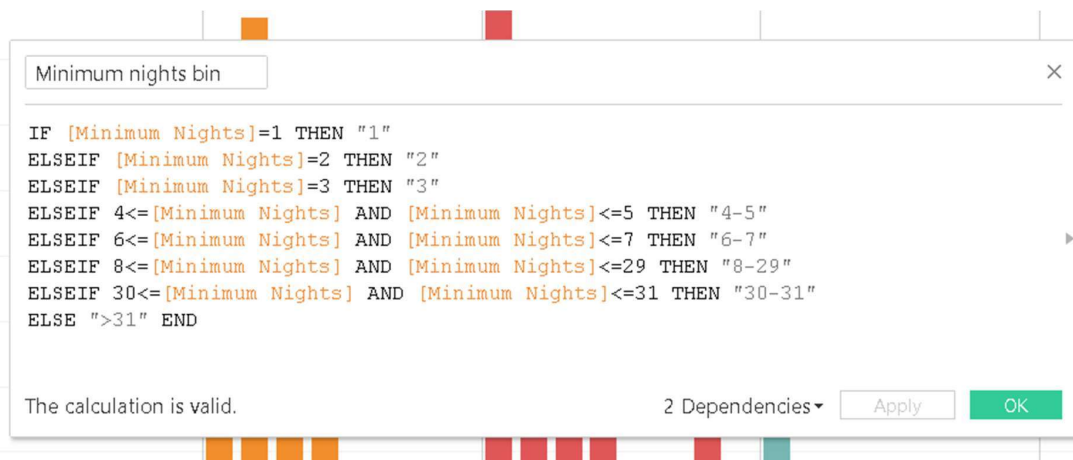 Minimum nights bin
IF [Minimum Nights]=1 THEN "1"
ELSEIF [Minimum Nights]=2 THEN "2"
ELSEIF [Minimum Nights]=3 THEN "3"
ELSEIF 4<=[Minimum Nights] AND [Minimum Nights]<=5 THEN "4-5"
ELSEIF 6<=[Minimum Nights] AND [Minimum Nights]<=7 THEN "6-7"
ELSEIF 8<=[Minimum Nights] AND [Minimum Nights]<=29 THEN "8-29"
ELSEIF 30<=[Minimum Nights] AND [Minimum Nights]<=31 THEN "30-31"
ELSE ">31" END
The calculation is valid. 2 Dependencies Apply OK